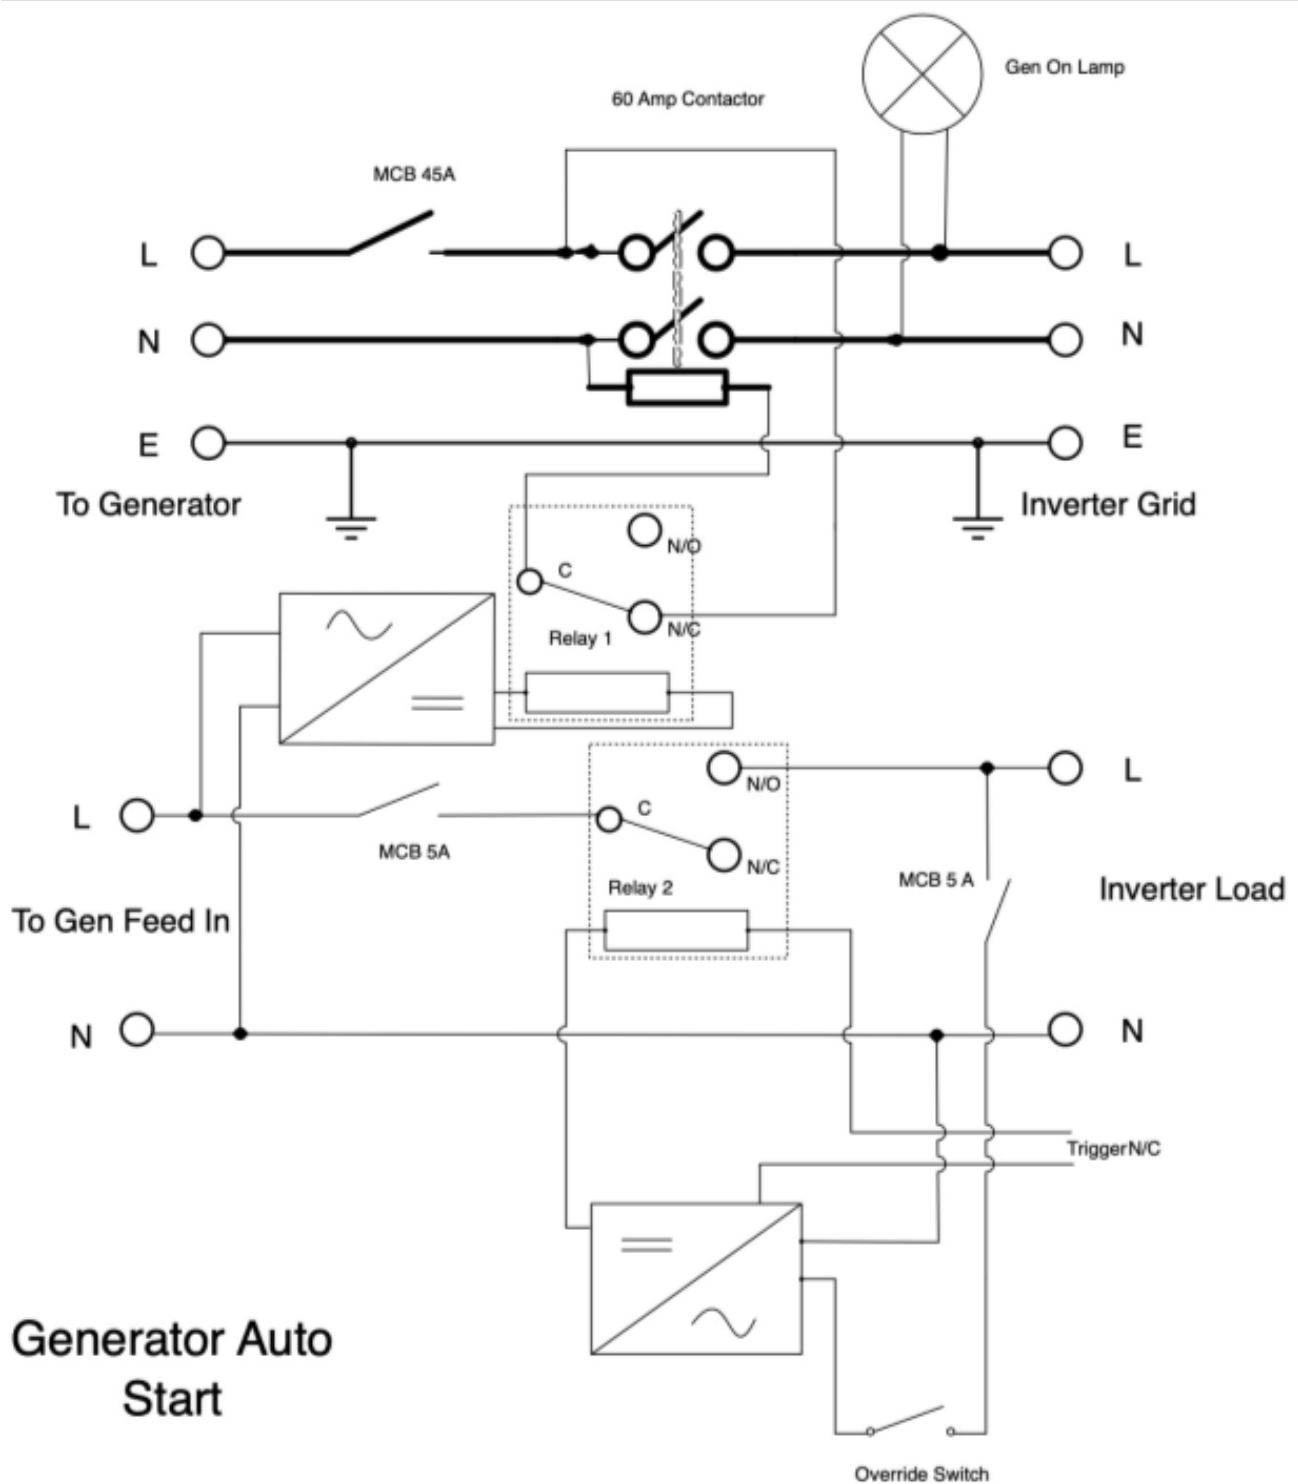 Gen On Lamp
60 Amp Contactor
MCB 45A
L
L
N
N
E
E
To Generator
Inverter Grid
N/O
C
N/C
Relay 1
L
N/O
C
L
MCB 5A
N/C
MCB 5 A
Relay 2
Inverter Load
To Gen Feed In
N
N
TriggerN/C
Generator Auto
Start
Override Switch